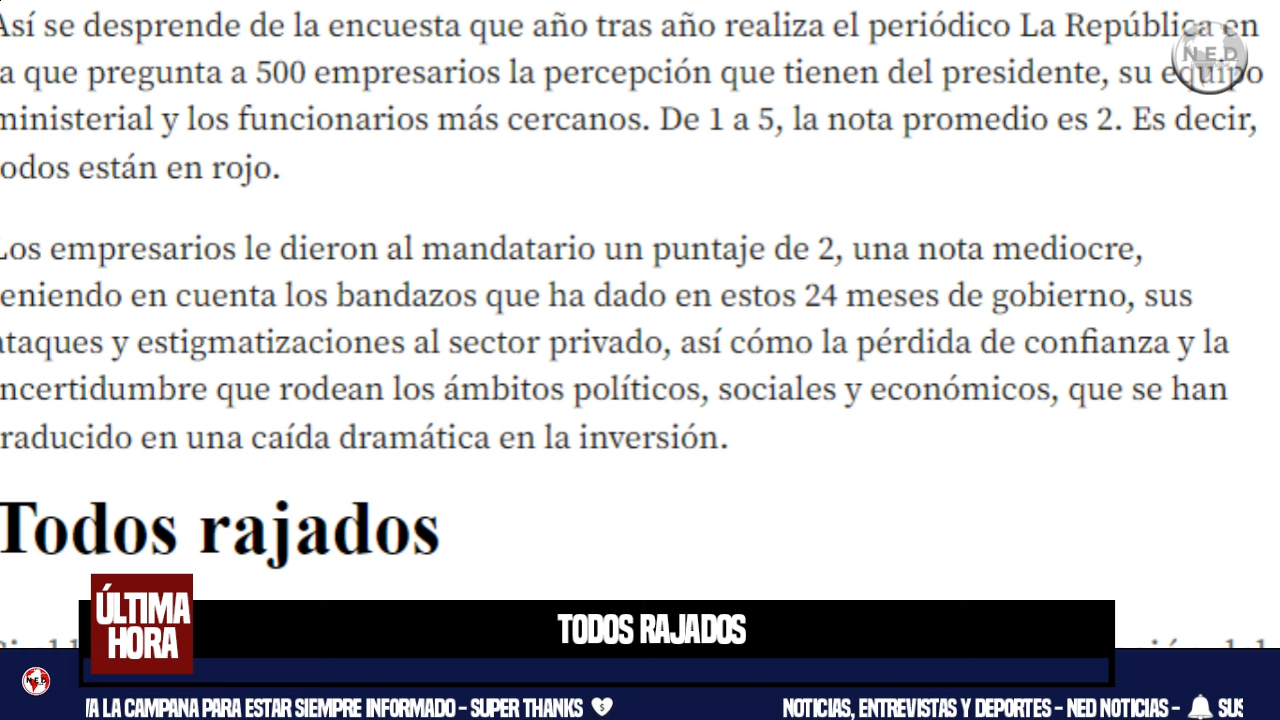 Así se desprende de la encuesta que año tras año realiza el periódico La República en
a que pregunta a 500 empresarios la percepción que tienen del presidente, su equipo
ministerial y los funcionarios más cercanos. De 1 a 5, la nota promedio es 2. Es decir,
odos están en rojo.
Los empresarios le dieron al mandatario un puntaje de 2, una nota mediocre,
eniendo en cuenta los bandazos que ha dado en estos 24 meses de gobierno, sus
ataques y estigmatizaciones al sector privado, así cómo la pérdida de confianza y la
ncertidumbre que rodean los ámbitos políticos, sociales y económicos, que se han
raducido en una caída dramática en la inversión.
Todos rajados
ÚLTIMA
HORA
TODOS RAJADOS
N.E.D
NED
A LA CAMPANA PARA ESTAR SIEMPRE INFORMADO - SUPER THANKS
NOTICIAS, ENTREVISTAS Y DEPORTES - NED NOTICIAS - SUS